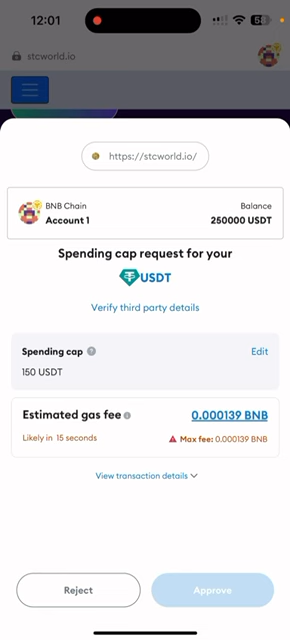 12:01
stcworld.io
https://stcworld.io/
BNB Chain
Balance
Account 1
250000 USDT
Spending cap request for your
USDT
Verify third party details
Spending cap
Edit
150 USDT
Estimated gas fee
0.000139 BNB
Likely in 15 seconds
Max fee: 0.000139 BNB
View transaction details
Reject
Approve